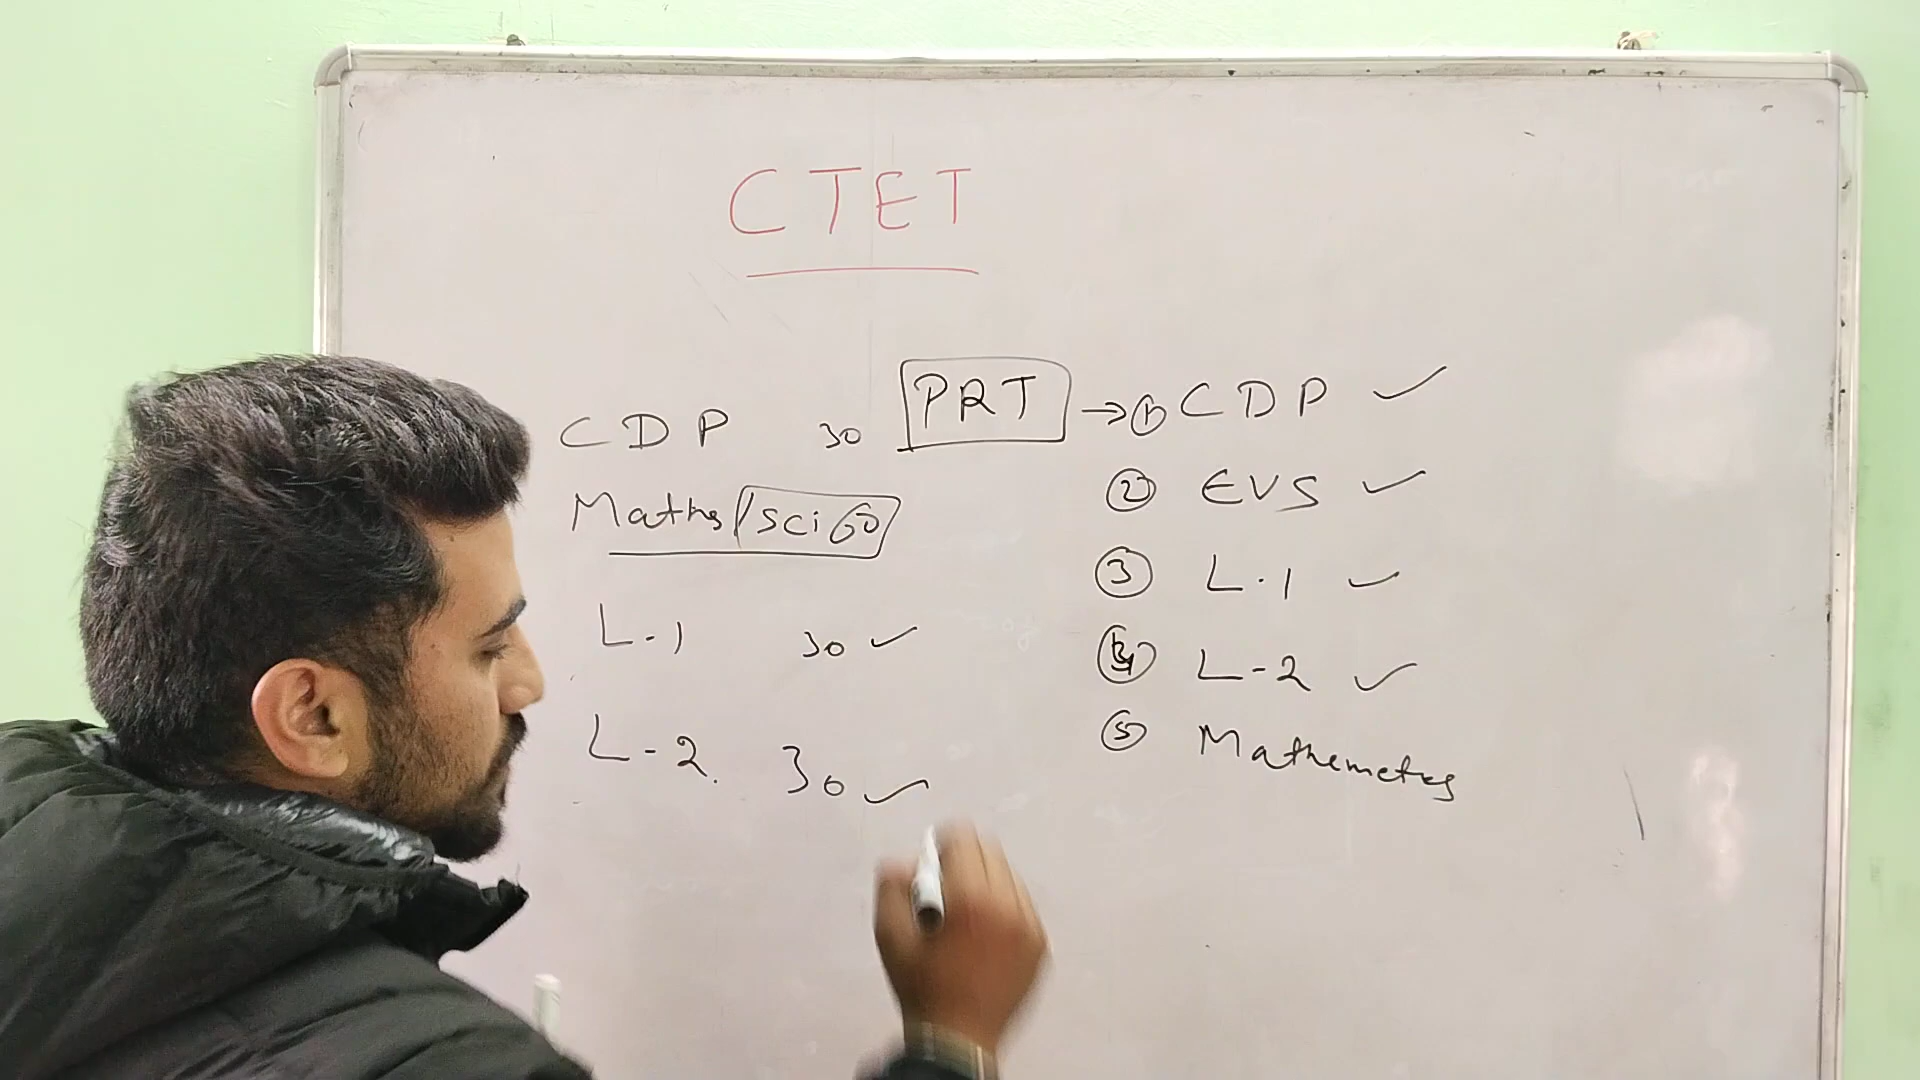 CTET
CDP 30
Maths/Sci 60
L-1 30 ✓
L-2. 30 ✓
PRT → ① CDP ✓
② EVS ✓
③ L.1 ✓
④ L-2 ✓
⑤ Mathemetcs